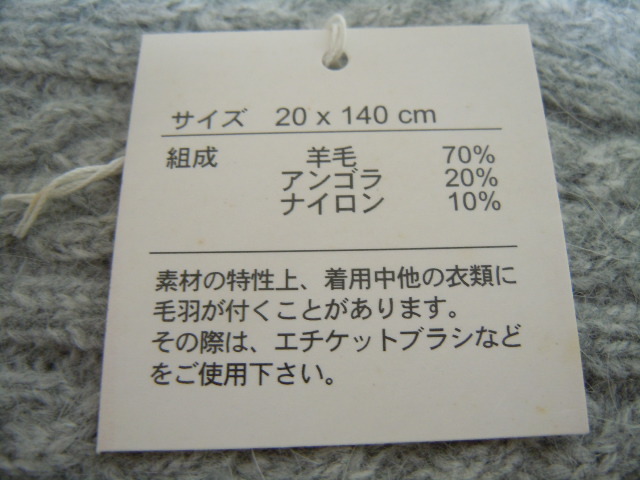 サイズ 20 x 140 cm
組成 羊毛 70%
アンゴラ 20%
ナイロン 10%
素材の特性上、着用中他の衣類に
毛羽が付くことがあります。
その際は、エチケットブラシなど
をご使用下さい。